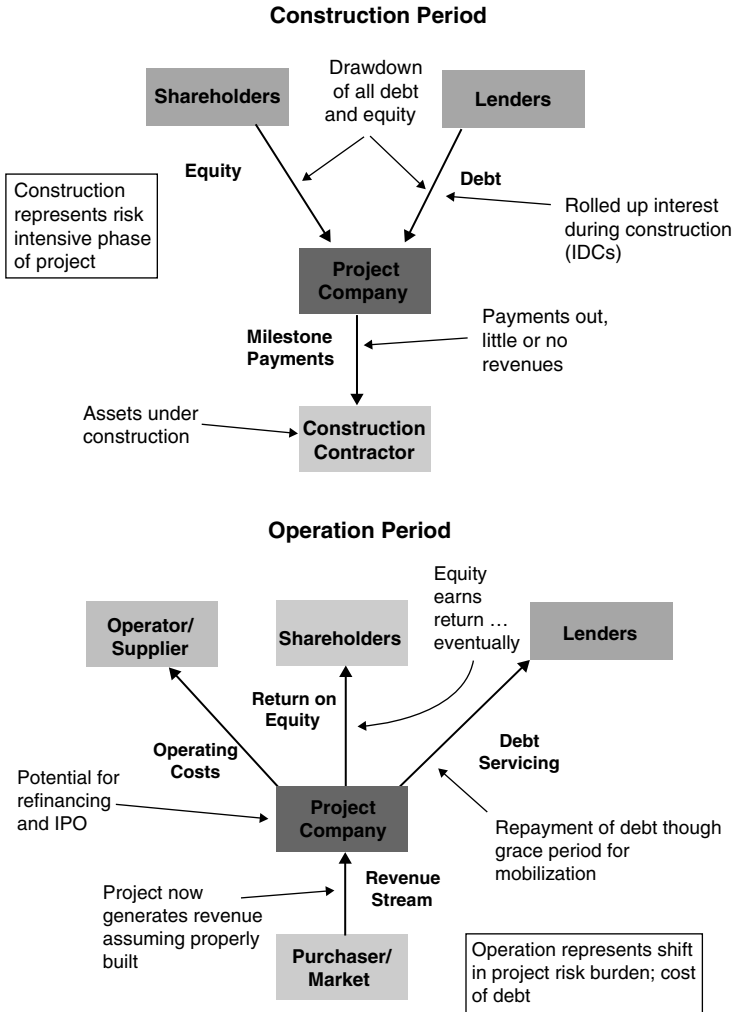 Construction Period
Shareholders
Drawdown
of all debt
and equity
Lenders
Equity
Debt
Construction
represents risk
intensive phase
of project
Rolled up interest
during construction
(IDCs)
Project
Company
Milestone
Payments
Payments out,
little or no
revenues
Assets under
construction
Construction
Contractor
Operation Period
Operator/
Supplier
Shareholders
Equity
earns
return …
eventually
Lenders
Return on
Equity
Operating
Costs
Debt
Servicing
Potential for
refinancing
and IPO
Project
Company
Repayment of debt though
grace period for
mobilization
Project now
generates revenue
assuming properly
built
Revenue
Stream
Purchaser/
Market
Operation represents shift
in project risk burden; cost
of debt